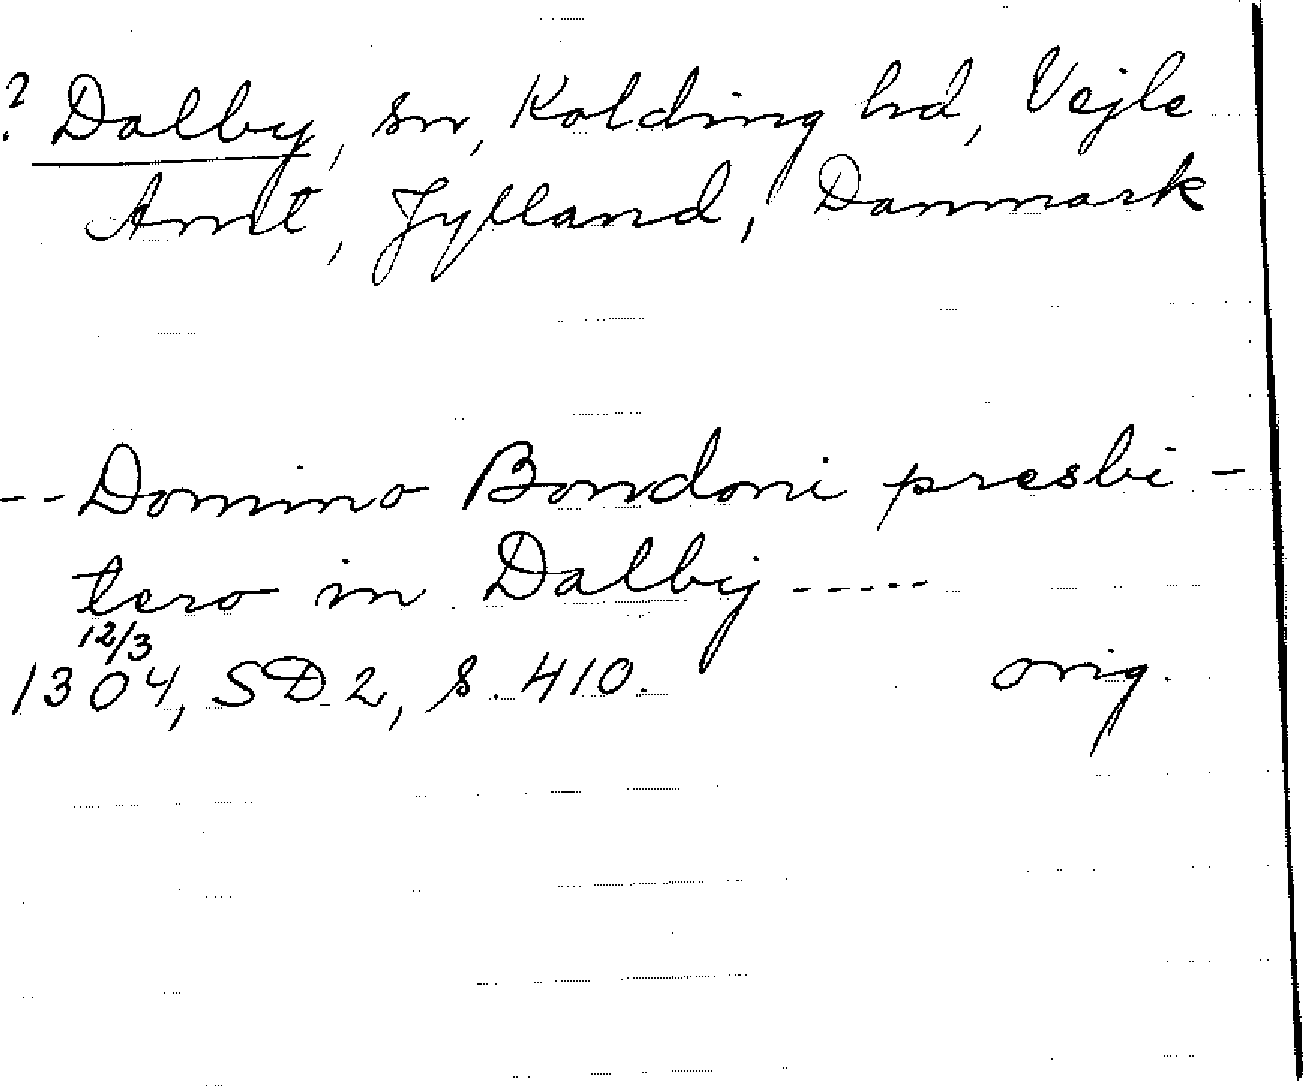 ? Dalby, sn, Kolding hd, Vejle
Amt, Jylland, Danmark
-- Domino Bondoni presbi-
tero in Dalby -----
12/3
1304, SD 2, s. 410. orig.